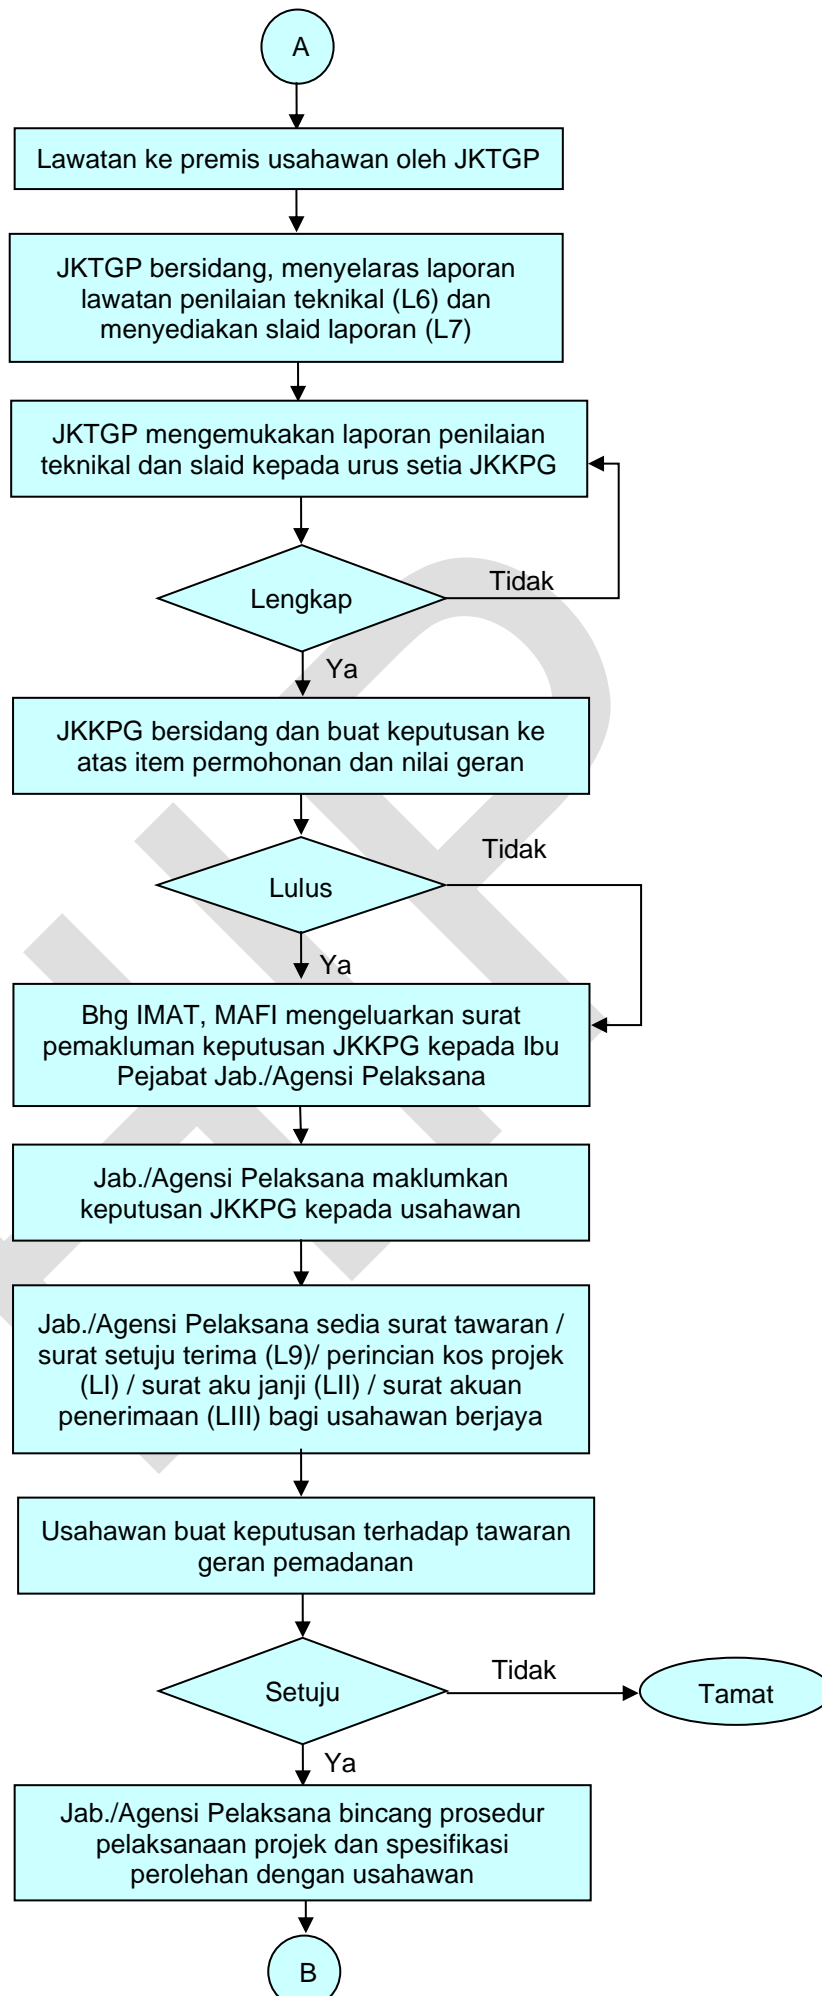 A
Lawatan ke premis usahawan oleh JKTGP
JKTGP bersidang, menyelaras laporan
lawatan penilaian teknikal (L6) dan
menyediakan slaid laporan (L7)
JKTGP mengemukakan laporan penilaian
teknikal dan slaid kepada urus setia JKKPG
Lengkap
Tidak
Ya
JKKPG bersidang dan buat keputusan ke
atas item permohonan dan nilai geran
Tidak
Lulus
Ya
Bhg IMAT, MAFI mengeluarkan surat
pemakluman keputusan JKKPG kepada Ibu
Pejabat Jab./Agensi Pelaksana
Jab./Agensi Pelaksana maklumkan
keputusan JKKPG kepada usahawan
Jab./Agensi Pelaksana sedia surat tawaran /
surat setuju terima (L9)/ perincian kos projek
(LI) / surat aku janji (LII) / surat akuan
penerimaan (LIII) bagi usahawan berjaya
Usahawan buat keputusan terhadap tawaran
geran pemadanan
Setuju
Tidak
Tamat
Ya
Jab./Agensi Pelaksana bincang prosedur
pelaksanaan projek dan spesifikasi
perolehan dengan usahawan
B